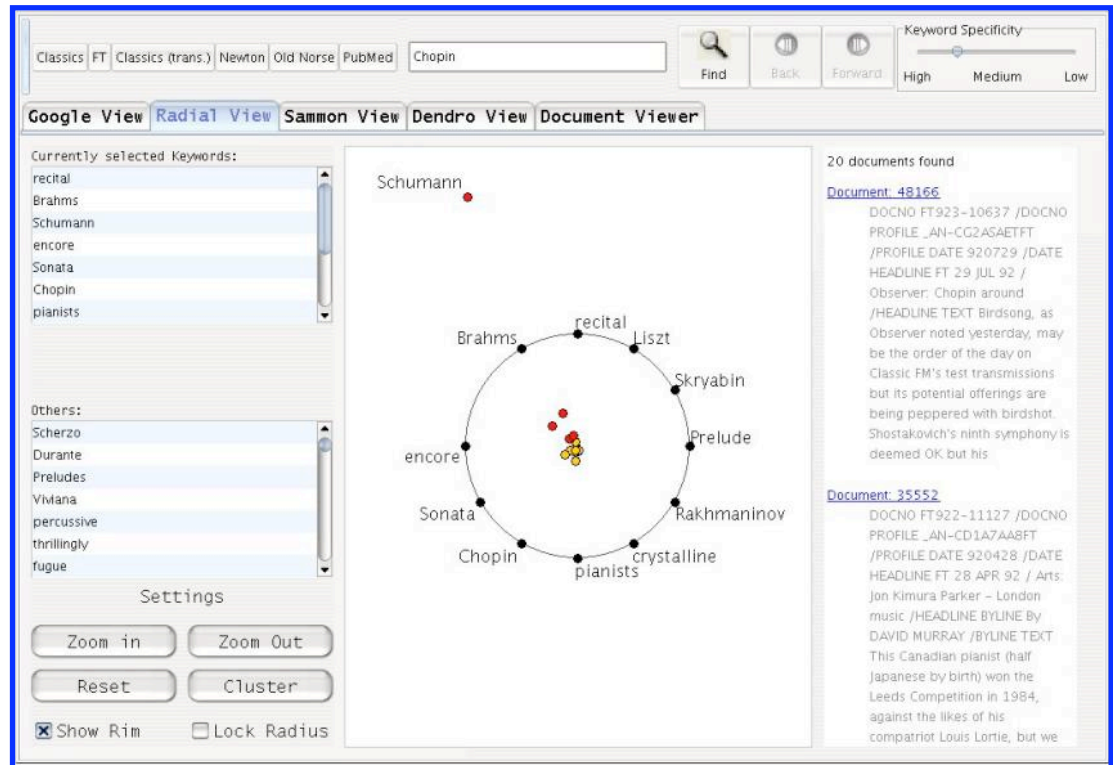 Classics FT Classics (trans.) Newton Old Norse PubMed Chopin
Find Back Forward
Keyword Specificity
High Medium Low
Google View Radial View Sammon View Dendro View Document Viewer
Currently selected Keywords:
recital
Brahms
Schumann
encore
Sonata
Chopin
pianists
Others:
Scherzo
Durante
Preludes
Viviana
percussive
thrillingly
fugue
Settings
Zoom in Zoom Out
Reset Cluster
Show Rim Lock Radius
Schumann
recital
Brahms
Liszt
Skryabin
Prelude
encore
Sonata
Rakhmaninov
Chopin
crystalline
pianists
20 documents found
Document: 48166
DOCNO FT923-10637 /DOCNO
PROFILE _AN-CG2ASAETFT
/PROFILE DATE 920729 /DATE
HEADLINE FT 29 JUL 92 /
Observer: Chopin around
/HEADLINE TEXT Birdsong, as
Observer noted yesterday, may
be the order of the day on
Classic FM's test transmissions
but its potential offerings are
being peppered with birdshot.
Shostakovich's ninth symphony is
deemed OK but his
Document: 35552
DOCNO FT922-11127 /DOCNO
PROFILE _AN-CD1A7AA8FT
/PROFILE DATE 920428 /DATE
HEADLINE FT 28 APR 92 / Arts:
Jon Kimura Parker - London
music /HEADLINE BYLINE By
DAVID MURRAY /BYLINE TEXT
This Canadian pianist (half
Japanese by birth) won the
Leeds Competition in 1984,
against the likes of his
compatriot Louis Lortie, but we